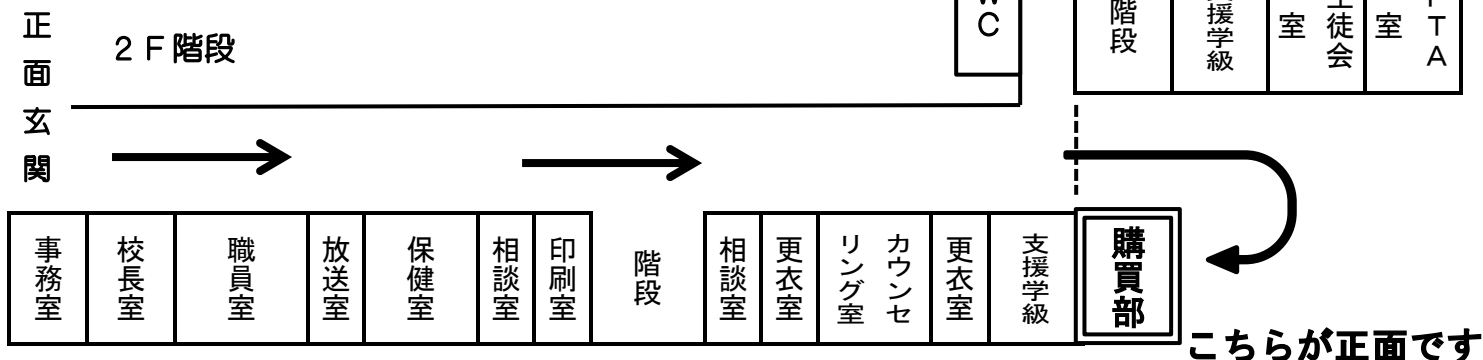 正面玄関
２Ｆ階段
Ｃ
階段
援学級
徒会
室
室
ＴＡ
事務室
校長室
職員室
放送室
保健室
相談室
印刷室
階段
相談室
更衣室
カウンセ
リング室
更衣室
支援学級
購買部
こちらが正面です